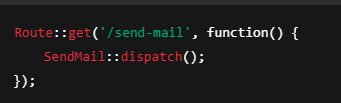 Route::get('/send-mail', function() {
    SendMail::dispatch();
});